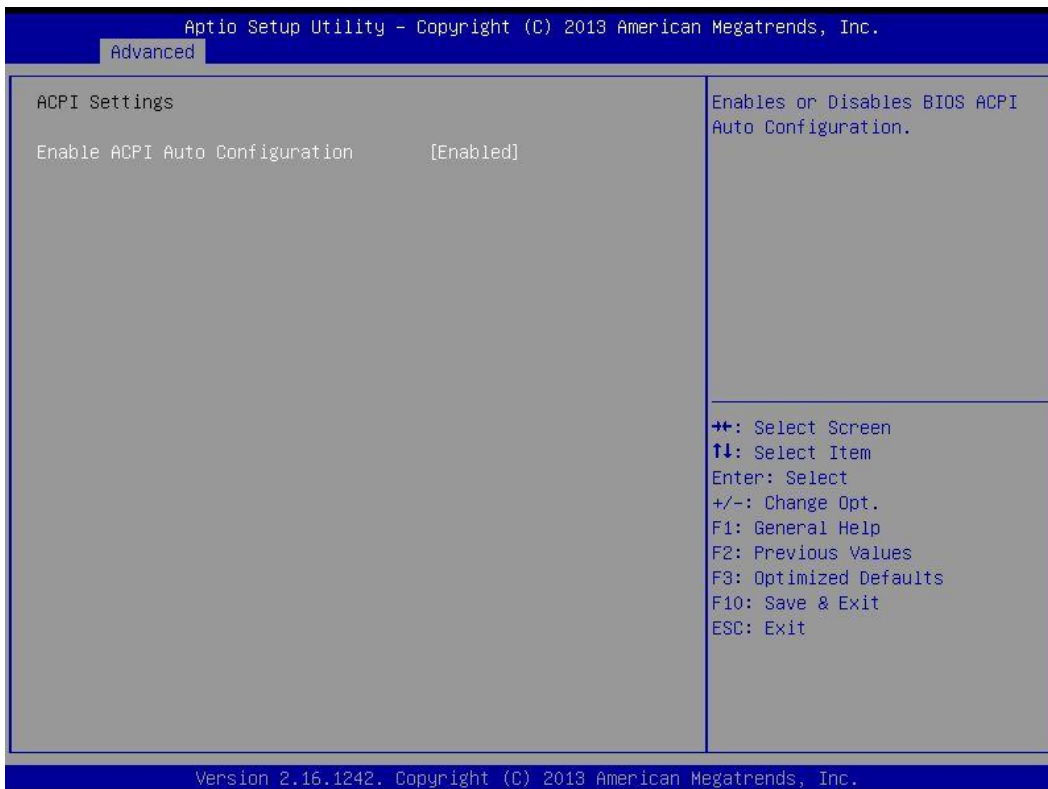 Aptio Setup Utility – Copyright (C) 2013 American Megatrends, Inc.
Advanced
ACPI Settings
Enable ACPI Auto Configuration [Enabled]
Enables or Disables BIOS ACPI
Auto Configuration.
→←: Select Screen
↑↓: Select Item
Enter: Select
+/-: Change Opt.
F1: General Help
F2: Previous Values
F3: Optimized Defaults
F10: Save & Exit
ESC: Exit
Version 2.16.1242. Copyright (C) 2013 American Megatrends, Inc.